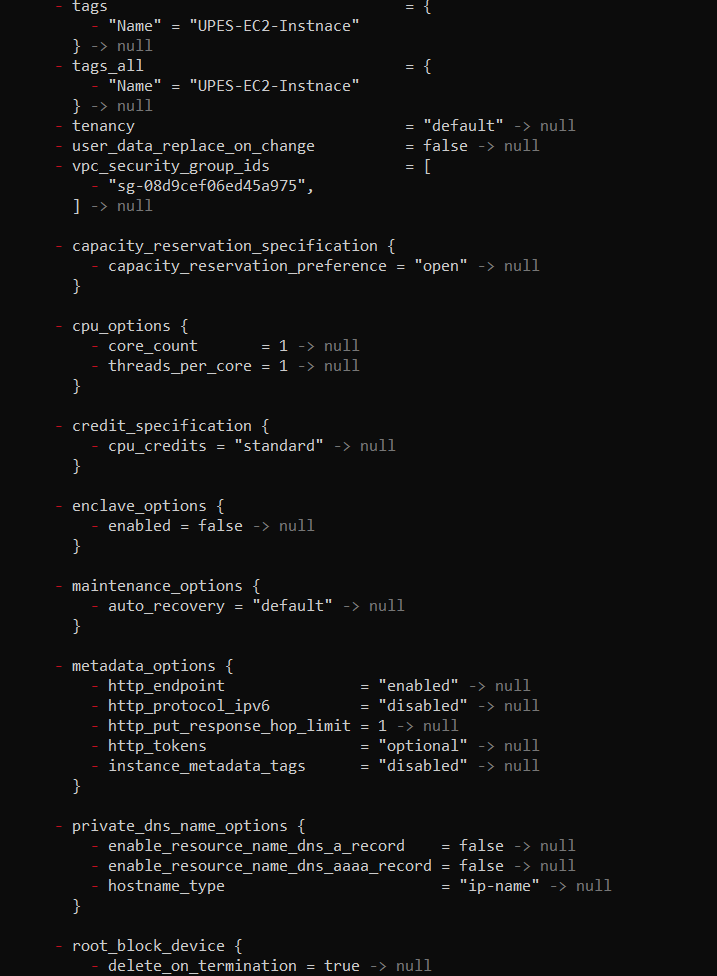 - tags                                 = {
    - "Name" = "UPES-EC2-Instnace"
  } -> null
- tags_all                             = {
    - "Name" = "UPES-EC2-Instnace"
  } -> null
- tenancy                              = "default" -> null
- user_data_replace_on_change          = false -> null
- vpc_security_group_ids               = [
    - "sg-08d9cef06ed45a975",
  ] -> null

- capacity_reservation_specification {
    - capacity_reservation_preference = "open" -> null
  }

- cpu_options {
    - core_count       = 1 -> null
    - threads_per_core = 1 -> null
  }

- credit_specification {
    - cpu_credits = "standard" -> null
  }

- enclave_options {
    - enabled = false -> null
  }

- maintenance_options {
    - auto_recovery = "default" -> null
  }

- metadata_options {
    - http_endpoint               = "enabled" -> null
    - http_protocol_ipv6          = "disabled" -> null
    - http_put_response_hop_limit = 1 -> null
    - http_tokens                 = "optional" -> null
    - instance_metadata_tags      = "disabled" -> null
  }

- private_dns_name_options {
    - enable_resource_name_dns_a_record    = false -> null
    - enable_resource_name_dns_aaaa_record = false -> null
    - hostname_type                        = "ip-name" -> null
  }

- root_block_device {
    - delete_on_termination = true -> null